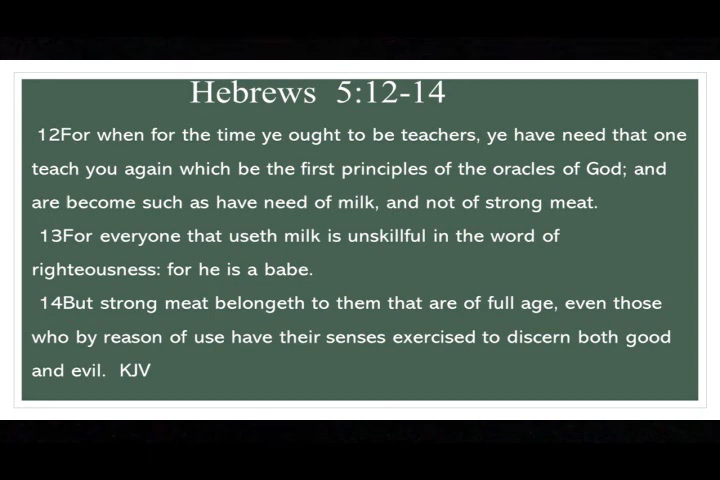 Hebrews 5:12-14
12For when for the time ye ought to be teachers, ye have need that one
teach you again which be the first principles of the oracles of God; and
are become such as have need of milk, and not of strong meat.
13For everyone that useth milk is unskillful in the word of
righteousness: for he is a babe.
14But strong meat belongeth to them that are of full age, even those
who by reason of use have their senses exercised to discern both good
and evil. KJV